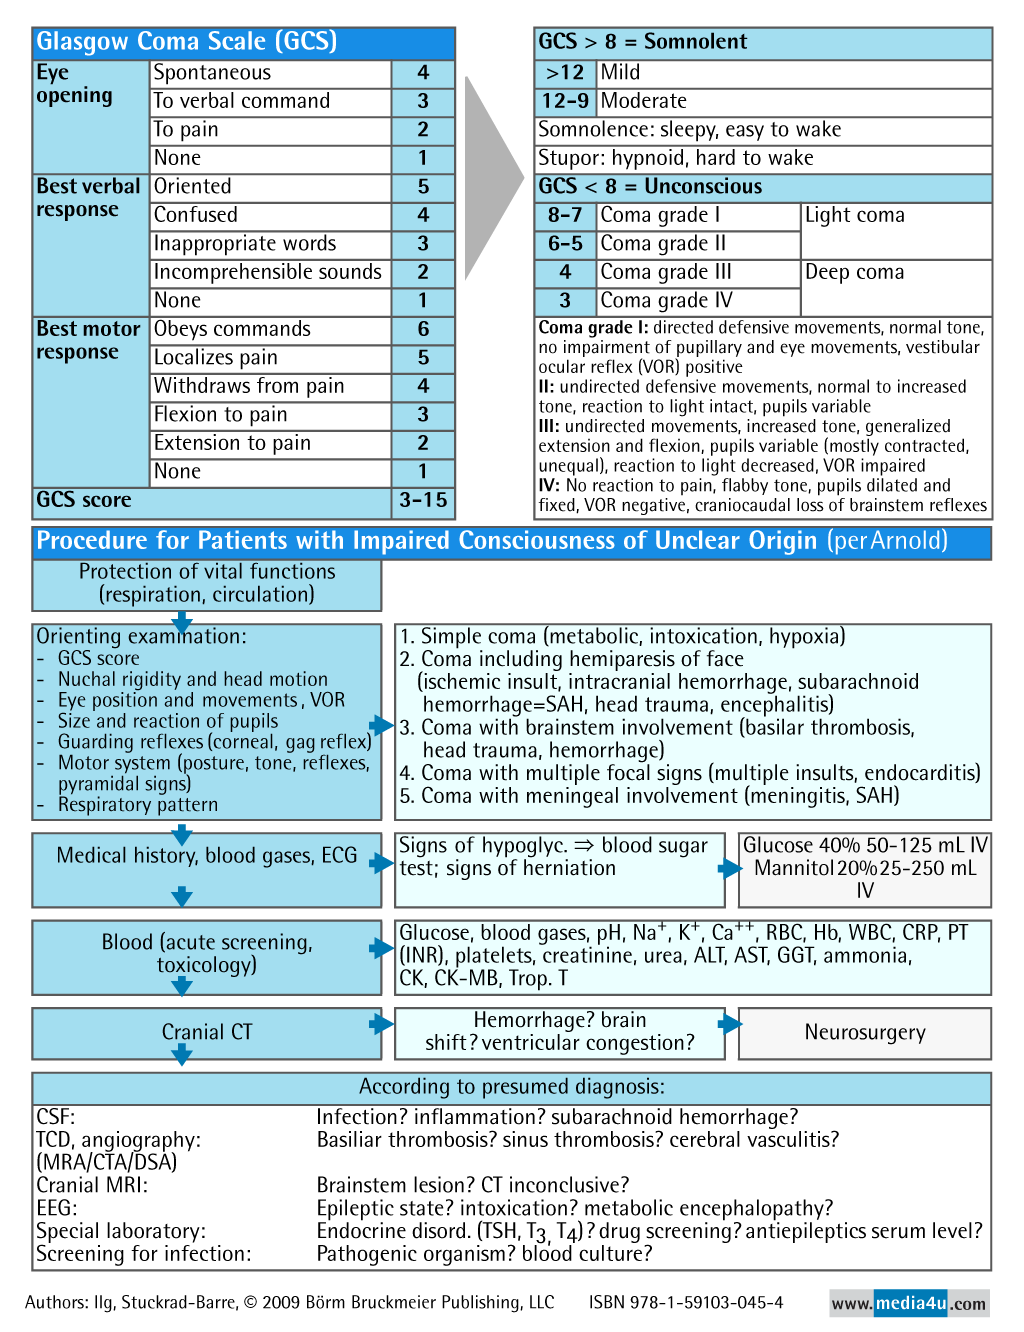 Glasgow Coma Scale (GCS)
Eye opening
Spontaneous 4
To verbal command 3
To pain 2
None 1
Best verbal response
Oriented 5
Confused 4
Inappropriate words 3
Incomprehensible sounds 2
None 1
Best motor response
Obeys commands 6
Localizes pain 5
Withdraws from pain 4
Flexion to pain 3
Extension to pain 2
None 1
GCS score 3-15
GCS > 8 = Somnolent
>12 Mild
12-9 Moderate
Somnolence: sleepy, easy to wake
Stupor: hypnoid, hard to wake
GCS < 8 = Unconscious
8-7 Coma grade I Light coma
6-5 Coma grade II
4 Coma grade III Deep coma
3 Coma grade IV
Coma grade I: directed defensive movements, normal tone,
no impairment of pupillary and eye movements, vestibular
ocular reflex (VOR) positive
II: undirected defensive movements, normal to increased
tone, reaction to light intact, pupils variable
III: undirected movements, increased tone, generalized
extension and flexion, pupils variable (mostly contracted,
unequal), reaction to light decreased, VOR impaired
IV: No reaction to pain, flabby tone, pupils dilated and
fixed, VOR negative, craniocaudal loss of brainstem reflexes
Procedure for Patients with Impaired Consciousness of Unclear Origin (per Arnold)
Protection of vital functions
(respiration, circulation)
Orienting examination:
- GCS score
- Nuchal rigidity and head motion
- Eye position and movements, VOR
- Size and reaction of pupils
- Guarding reflexes (corneal, gag reflex)
- Motor system (posture, tone, reflexes,
pyramidal signs)
- Respiratory pattern
1. Simple coma (metabolic, intoxication, hypoxia)
2. Coma including hemiparesis of face
(ischemic insult, intracranial hemorrhage, subarachnoid
hemorrhage=SAH, head trauma, encephalitis)
3. Coma with brainstem involvement (basilar thrombosis,
head trauma, hemorrhage)
4. Coma with multiple focal signs (multiple insults, endocarditis)
5. Coma with meningeal involvement (meningitis, SAH)
Medical history, blood gases, ECG
Signs of hypoglyc. ⇒ blood sugar
test; signs of herniation
Glucose 40% 50-125 mL IV
Mannitol 20% 25-250 mL
IV
Blood (acute screening,
toxicology)
Glucose, blood gases, pH, Na⁺, K⁺, Ca⁺⁺, RBC, Hb, WBC, CRP, PT
(INR), platelets, creatinine, urea, ALT, AST, GGT, ammonia,
CK, CK-MB, Trop. T
Cranial CT
Hemorrhage? brain
shift? ventricular congestion?
Neurosurgery
According to presumed diagnosis:
CSF: Infection? inflammation? subarachnoid hemorrhage?
TCD, angiography: Basiliar thrombosis? sinus thrombosis? cerebral vasculitis?
(MRA/CTA/DSA)
Cranial MRI: Brainstem lesion? CT inconclusive?
EEG: Epileptic state? intoxication? metabolic encephalopathy?
Special laboratory: Endocrine disord. (TSH, T₃, T₄)? drug screening? antiepileptics serum level?
Screening for infection: Pathogenic organism? blood culture?
Authors: Ilg, Stuckrad-Barre, © 2009 Börm Bruckmeier Publishing, LLC ISBN 978-1-59103-045-4 www.media4u.com